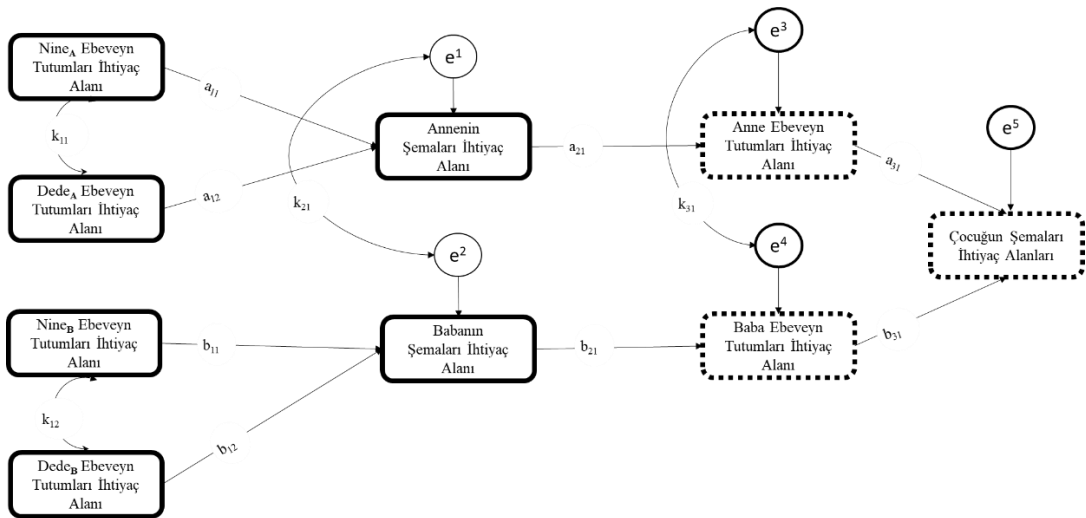 Nine_A Ebeveyn
Tutumları İhtiyaç
Alanı
k₁₁
Dede_A Ebeveyn
Tutumları İhtiyaç
Alanı
a₁₁
a₁₂
e¹
Annenin
Şemaları İhtiyaç
Alanı
k₂₁
a₂₁
e³
Anne Ebeveyn
Tutumları İhtiyaç
Alanı
k₃₁
a₃₁
e⁵
Çocuğun Şemaları
İhtiyaç Alanları
Nine_B Ebeveyn
Tutumları İhtiyaç
Alanı
k₁₂
Dede_B Ebeveyn
Tutumları İhtiyaç
Alanı
b₁₁
b₁₂
e²
Babanın
Şemaları İhtiyaç
Alanı
b₂₁
e⁴
Baba Ebeveyn
Tutumları İhtiyaç
Alanı
b₃₁